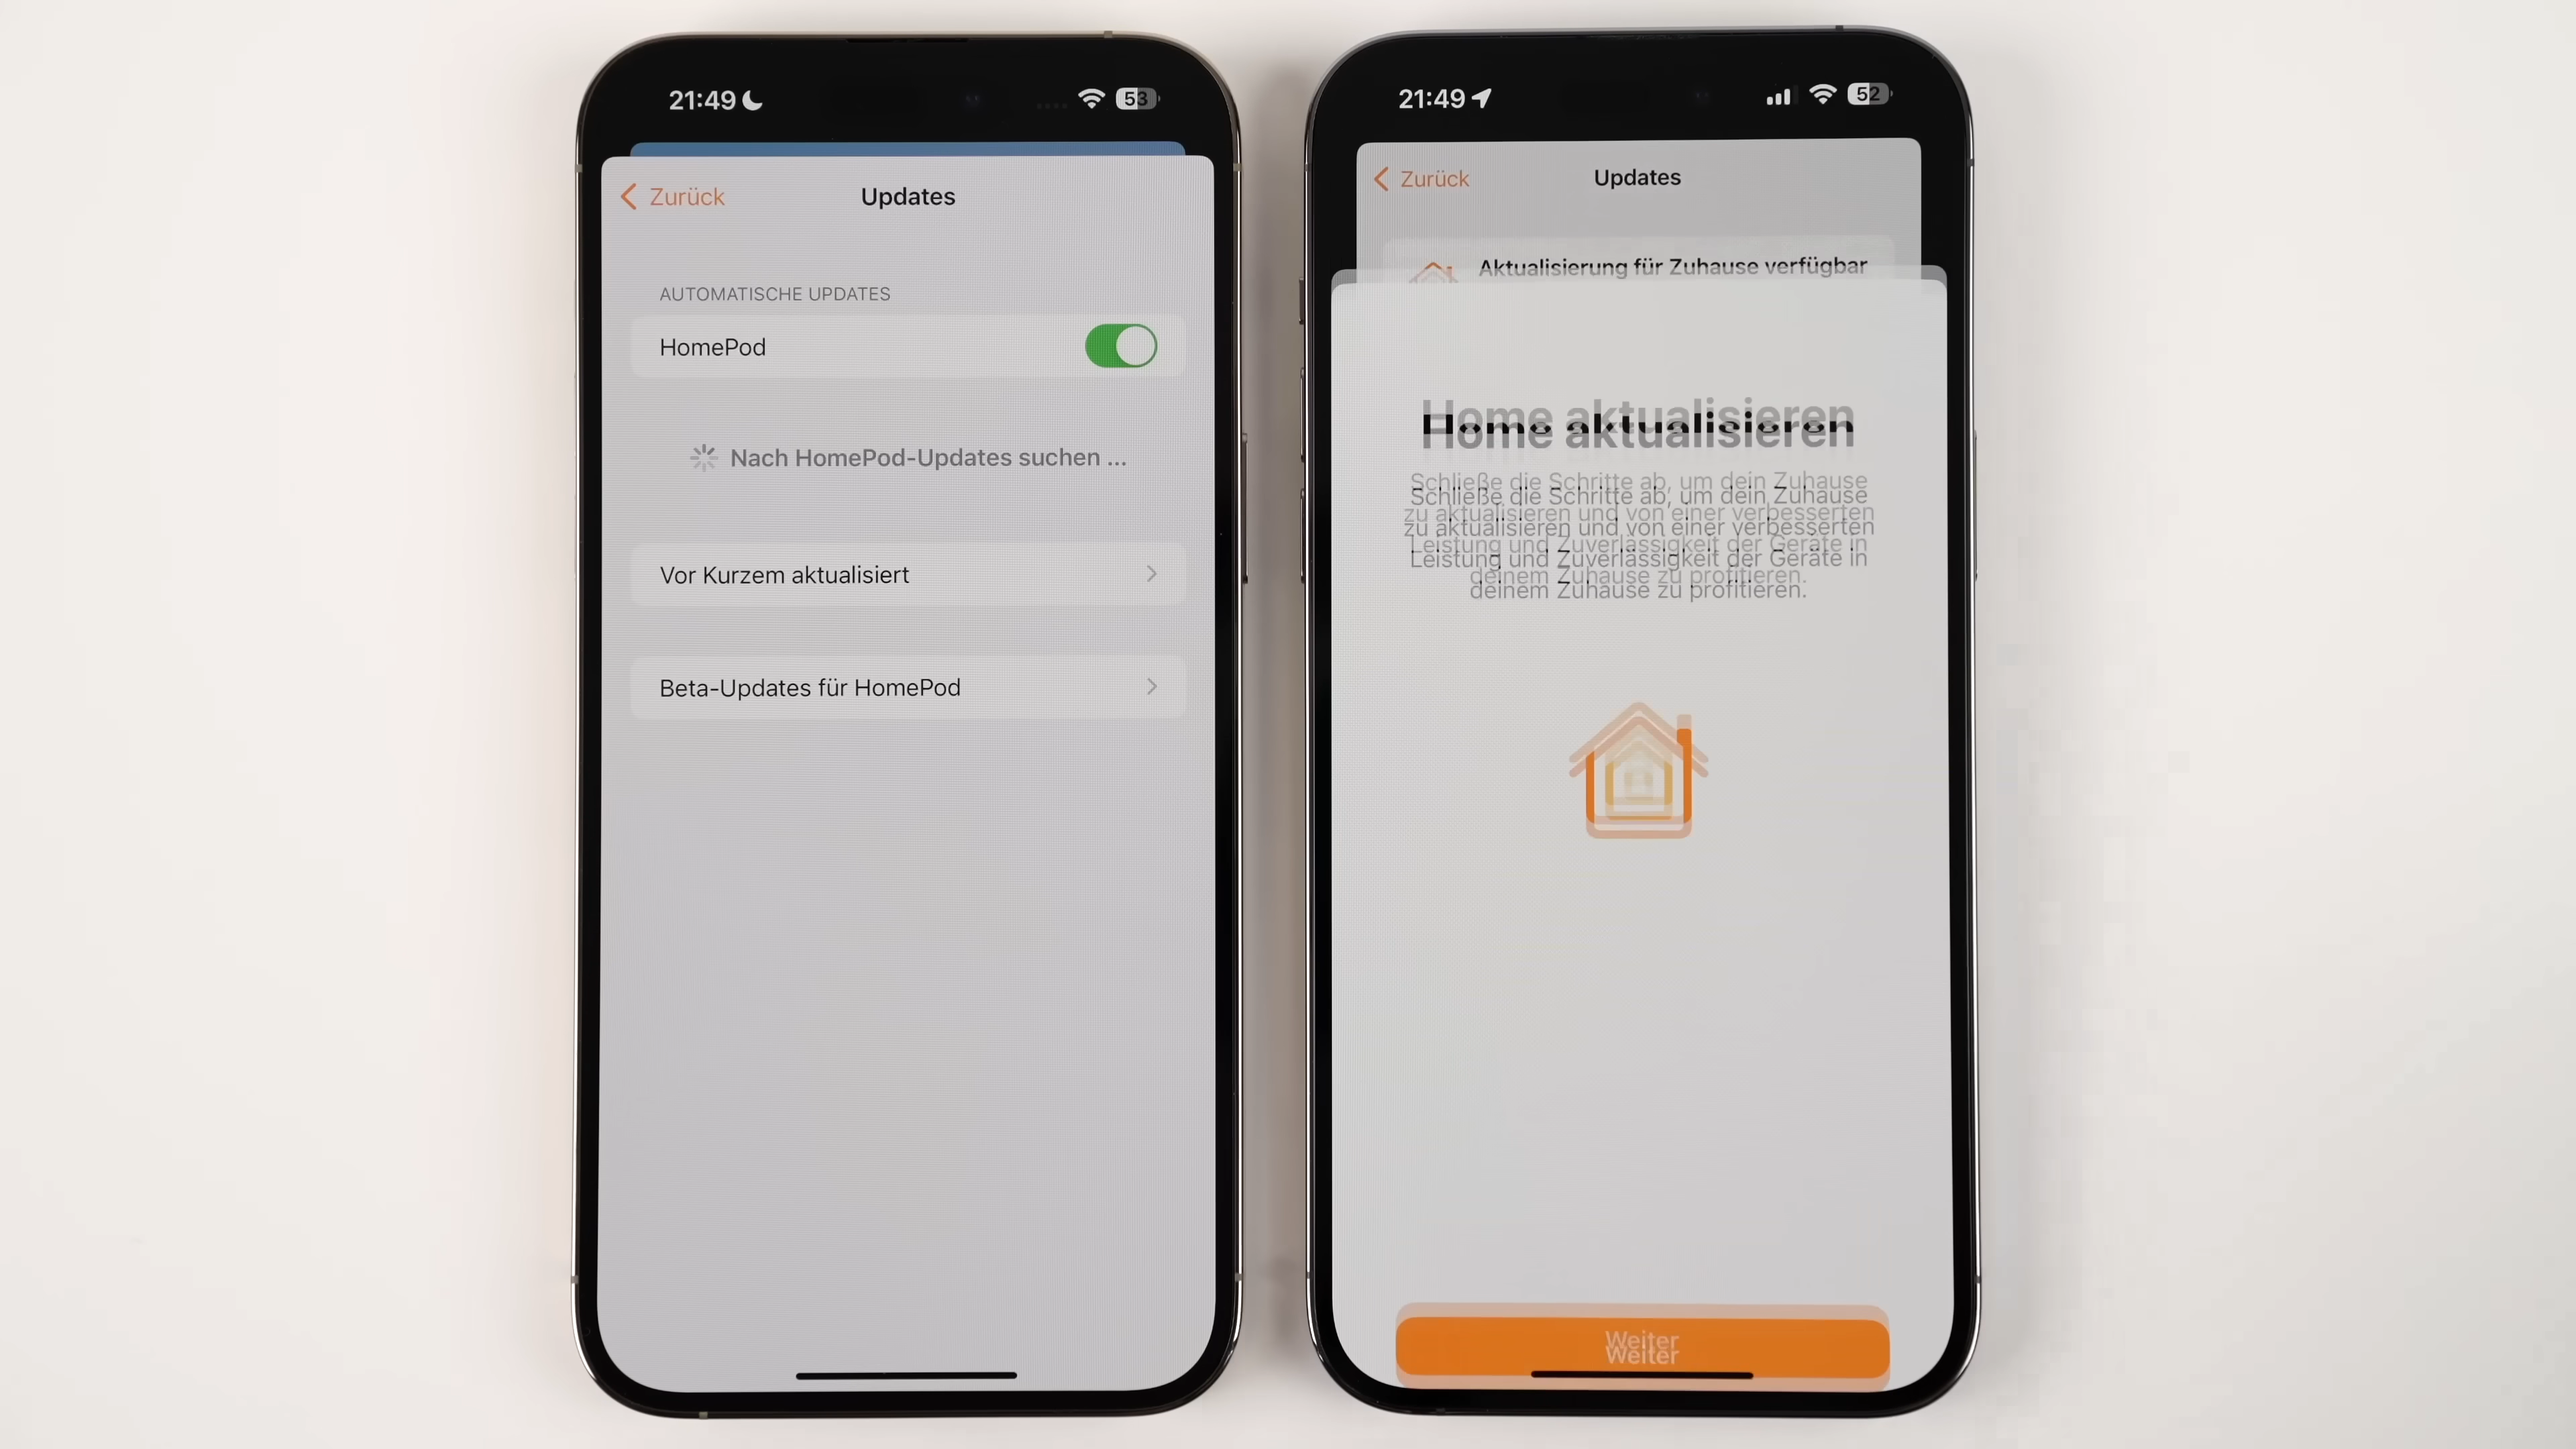 21:49
53
Zurück
Updates
AUTOMATISCHE UPDATES
HomePod
Nach HomePod-Updates suchen ...
Vor Kurzem aktualisiert
Beta-Updates für HomePod
21:49
52
Zurück
Updates
Aktualisierung für Zuhause verfügbar
Home aktualisieren
Schließe die Schritte ab, um dein Zuhause
zu aktualisieren und von einer verbesserten
Leistung und Zuverlässigkeit der Geräte in
deinem Zuhause zu profitieren.
Weiter